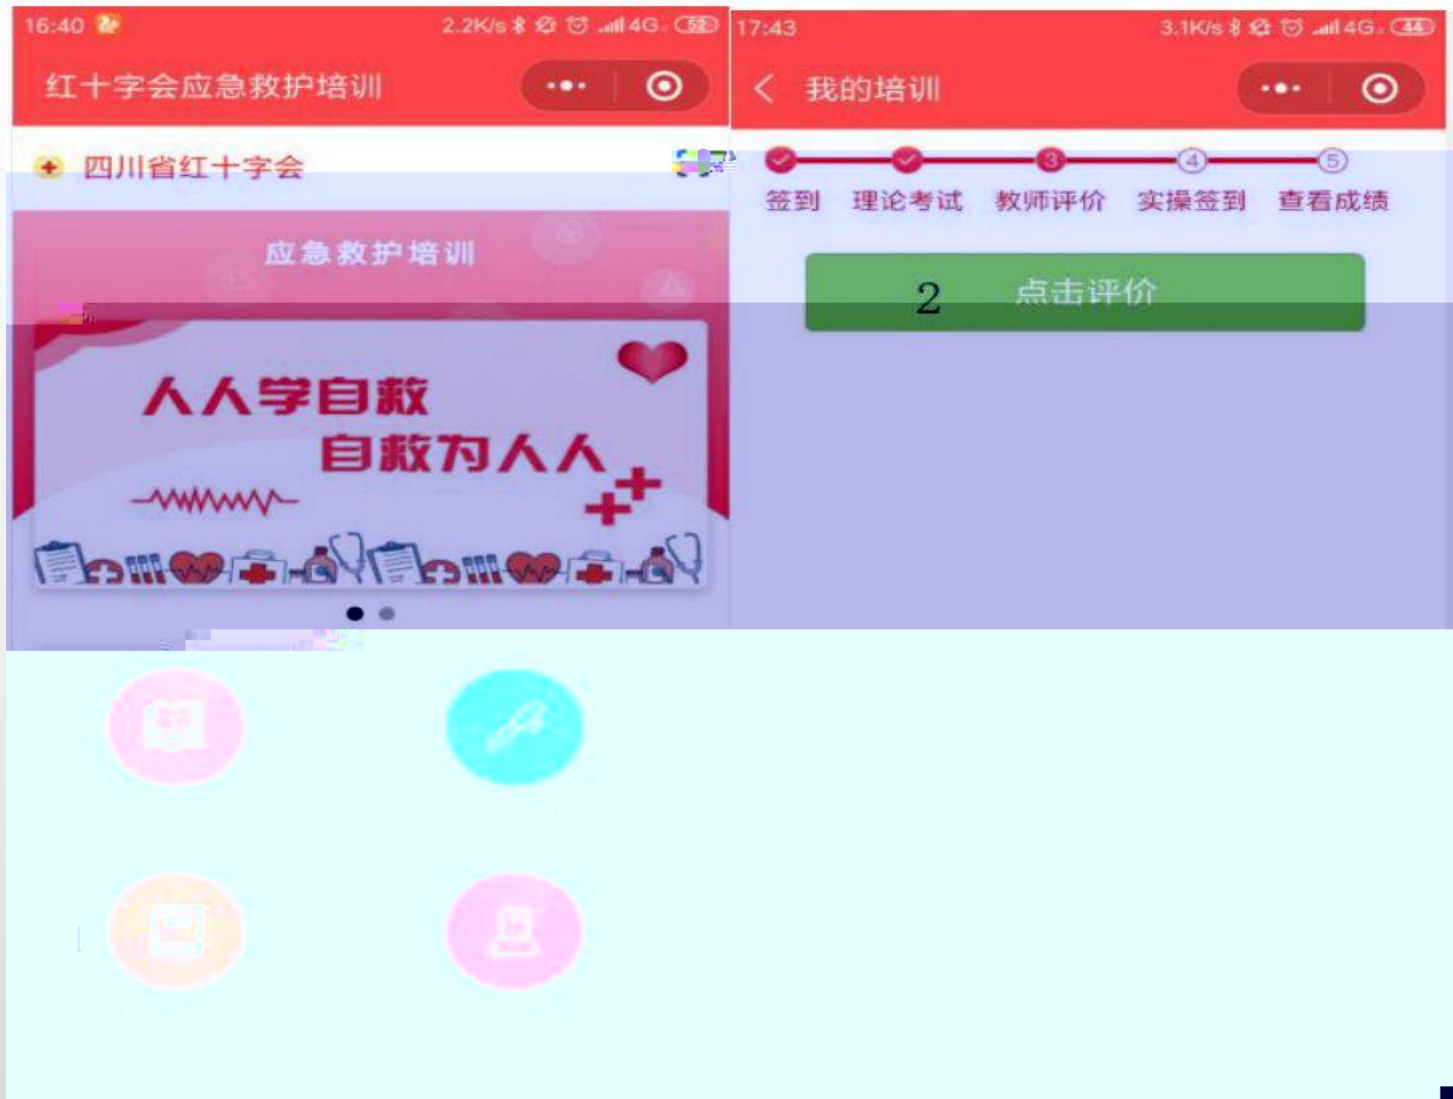 16:40
2.2K/s 4G 52
红十字会应急救护培训
四川省红十字会
应急救护培训
人人学自救
自救为人人
17:43
3.1K/s 4G 44
我的培训
3 4 5
签到 理论考试 教师评价 实操签到 查看成绩
2 点击评价